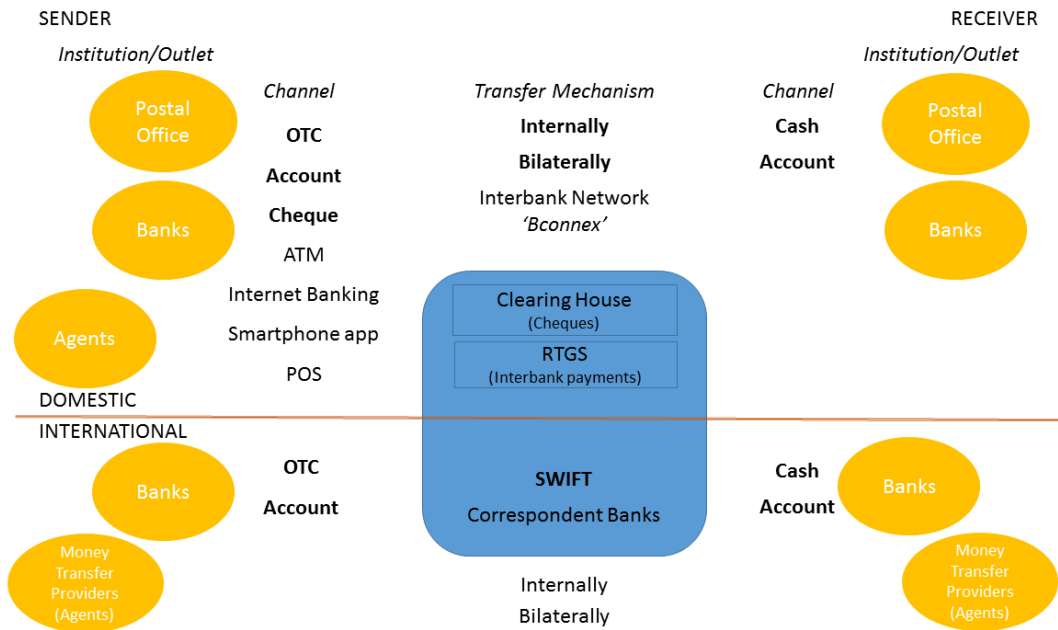 SENDER
RECEIVER
Institution/Outlet
Institution/Outlet
Postal
Office
Banks
Agents
Channel
OTC
Account
Cheque
ATM
Internet Banking
Smartphone app
POS
Transfer Mechanism
Internally
Bilaterally
Interbank Network
‘Bconnex’
Clearing House
(Cheques)
RTGS
(Interbank payments)
Channel
Cash
Account
Postal
Office
Banks
DOMESTIC
INTERNATIONAL
Banks
Money
Transfer
Providers
(Agents)
OTC
Account
SWIFT
Correspondent Banks
Internally
Bilaterally
Cash
Account
Banks
Money
Transfer
Providers
(Agents)